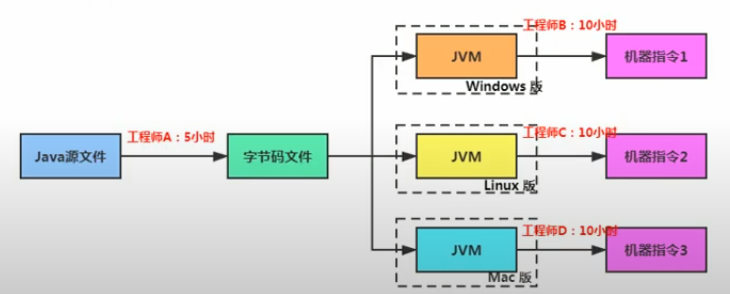 工程师B：10小时
JVM
机器指令1
Windows 版
工程师A：5小时
工程师C：10小时
Java源文件
字节码文件
JVM
机器指令2
Linux 版
工程师D：10小时
JVM
机器指令3
Mac 版